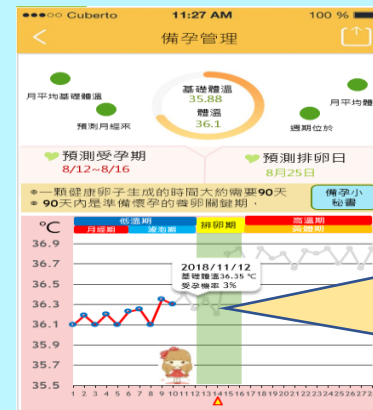 Cuberto 11:27 AM 100 %
備孕管理
月平均基礎體溫
預測月經來
基礎體溫
35.88
體溫
36.1
月平均體
週期位於
預測受孕期
8/12~8/16
預測排卵日
8月25日
一顆健康卵子生成的時間大約需要90天
90天內是準備懷孕的養卵關鍵期,
備孕小
秘書
°C
低溫期 排卵期 高溫期
月經期 濾泡期 黃體期
36.9
36.7
36.5
36.3
36.1
35.9
35.7
35.5
2018/11/12
基礎體溫36.35 °C
受孕機率 3%
1 2 3 4 5 6 7 8 9 10 11 12 13 14 15 16 17 18 19 20 21 22 23 24 25 26 27 28